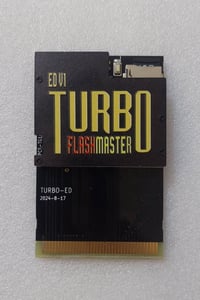 ED V1
TURBO
FLASHMASTER
TURBO-ED
2024-8-17